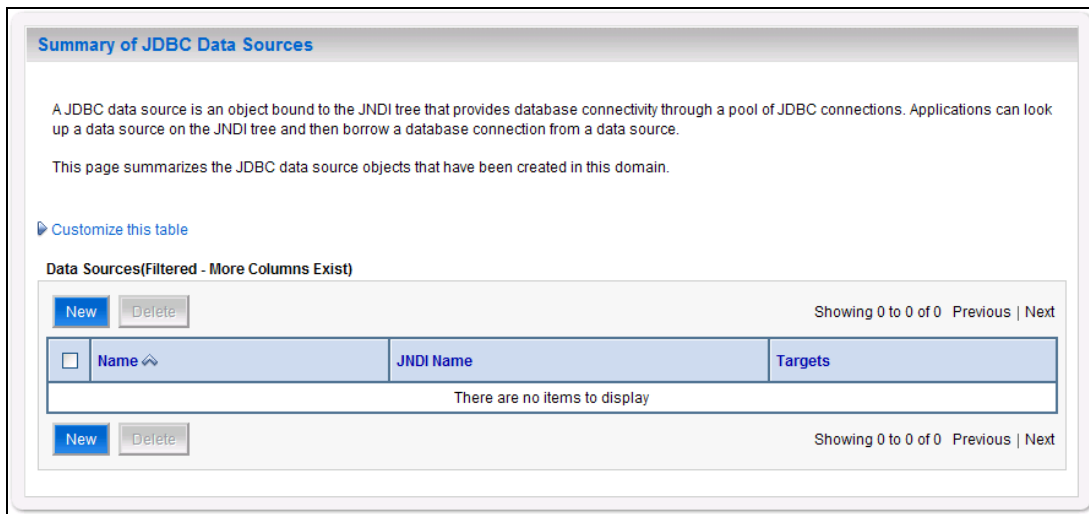 Summary of JDBC Data Sources
A JDBC data source is an object bound to the JNDI tree that provides database connectivity through a pool of JDBC connections. Applications can look
up a data source on the JNDI tree and then borrow a database connection from a data source.
This page summarizes the JDBC data source objects that have been created in this domain.
Customize this table
Data Sources(Filtered - More Columns Exist)
New Delete Showing 0 to 0 of 0 Previous | Next
Name JNDI Name Targets
There are no items to display
New Delete Showing 0 to 0 of 0 Previous | Next